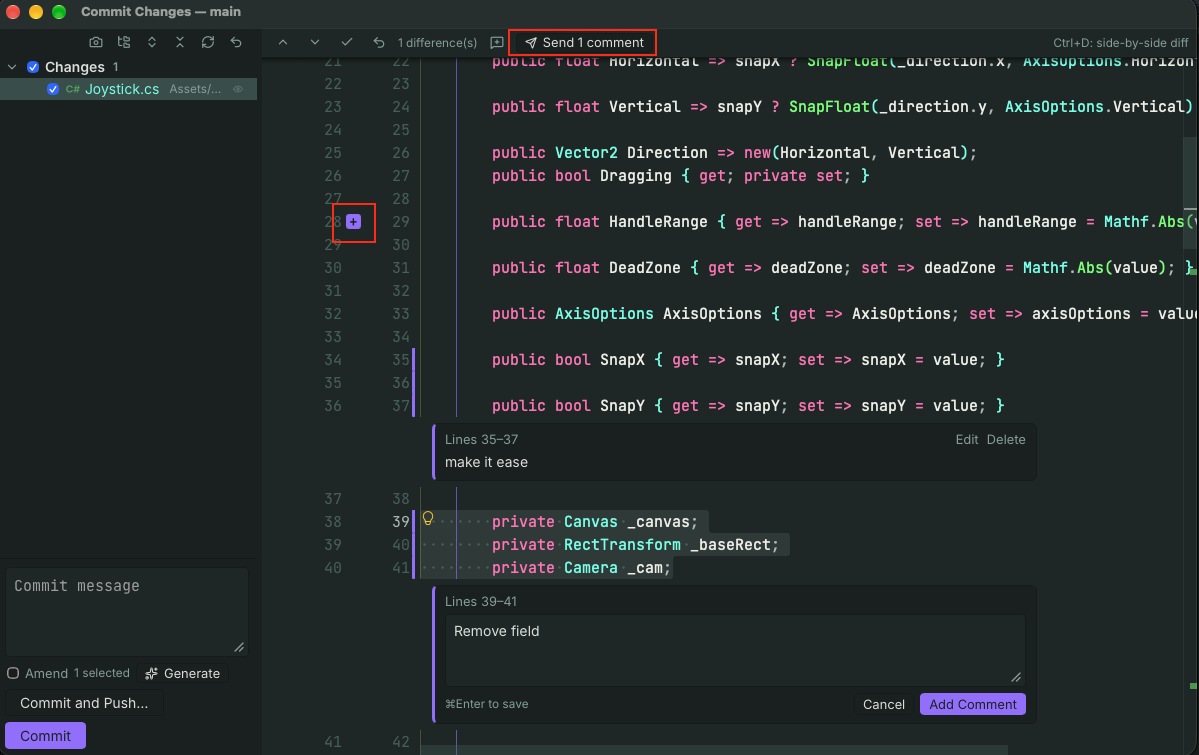 Commit Changes — main
1 difference(s)
Send 1 comment
Ctrl+D: side-by-side diff
Changes 1
C# Joystick.cs Assets/...
21 22 public float Horizontal => snapX ? SnapFloat(_direction.x, AxisOptions.Horizon
22 23
23 24 public float Vertical => snapY ? SnapFloat(_direction.y, AxisOptions.Vertical)
24 25
25 26 public Vector2 Direction => new(Horizontal, Vertical);
26 27 public bool Dragging { get; private set; }
27 28
28 + 29 public float HandleRange { get => handleRange; set => handleRange = Mathf.Abs(v
29 30
30 31 public float DeadZone { get => deadZone; set => deadZone = Mathf.Abs(value); }
31 32
32 33 public AxisOptions AxisOptions { get => AxisOptions; set => axisOptions = value
33 34
34 35 public bool SnapX { get => snapX; set => snapX = value; }
35 36
36 37 public bool SnapY { get => snapY; set => snapY = value; }
Lines 35–37 Edit Delete
make it ease
37 38
38 39 private Canvas _canvas;
39 40 private RectTransform _baseRect;
40 41 private Camera _cam;
Lines 39–41
Remove field
⌘Enter to save Cancel Add Comment
41 42
Commit message
Amend 1 selected Generate
Commit and Push...
Commit